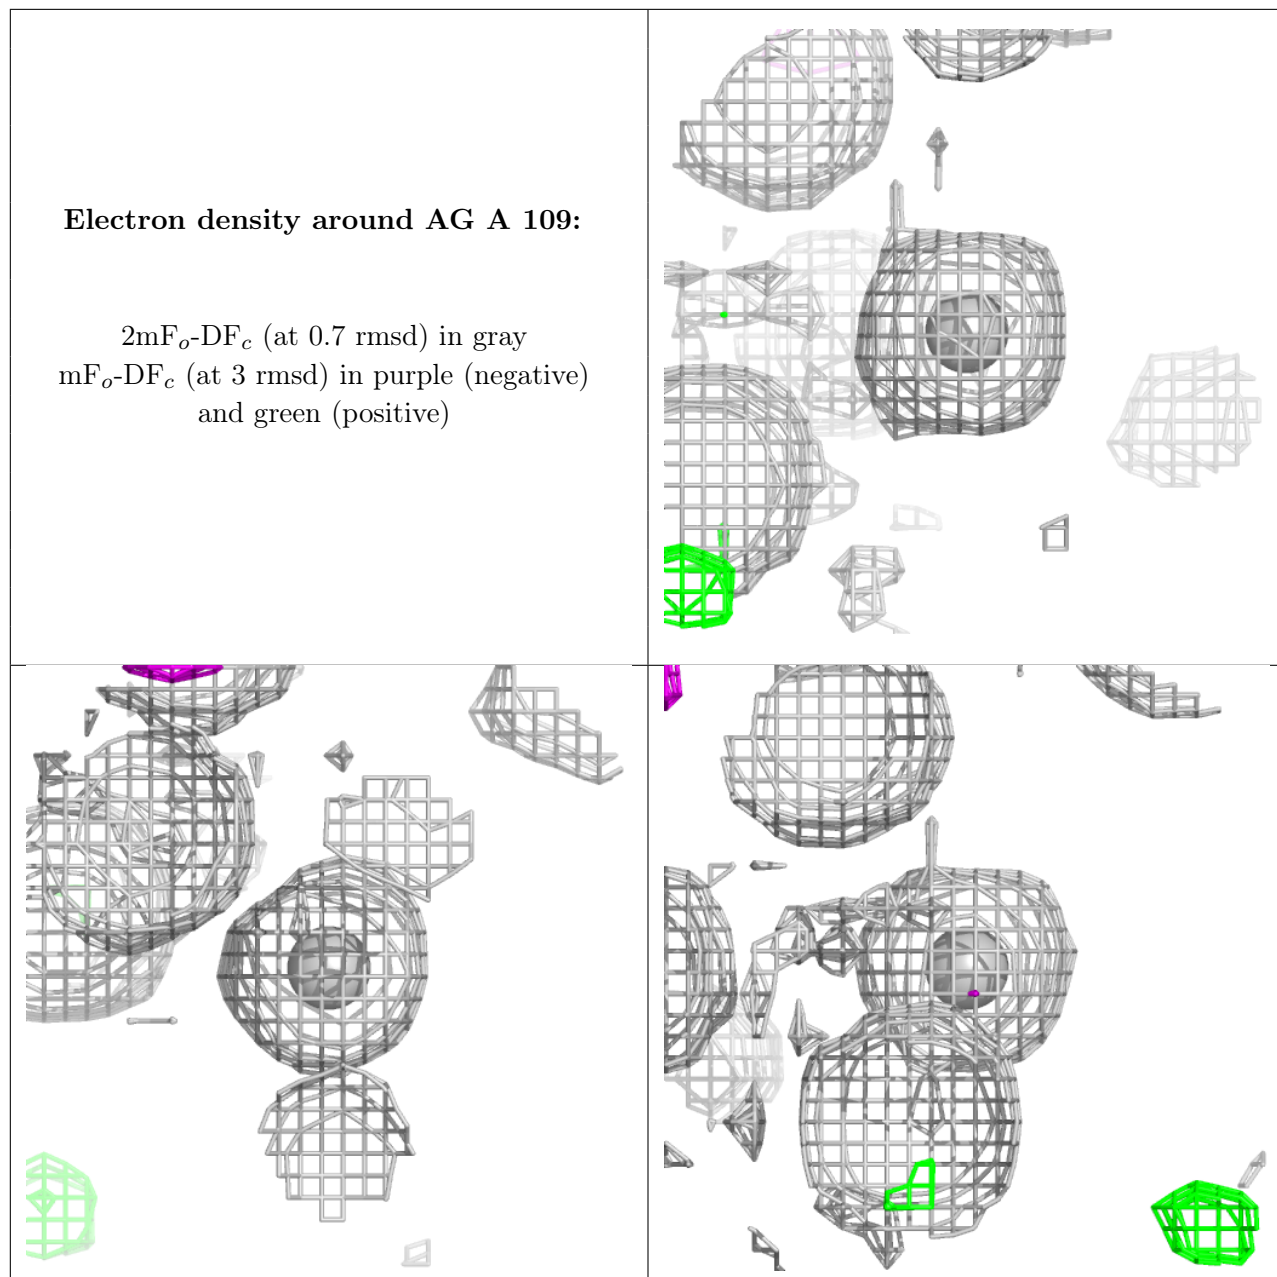 Electron density around AG A 109:
2mFo-DFc (at 0.7 rmsd) in gray
mFo-DFc (at 3 rmsd) in purple (negative)
and green (positive)